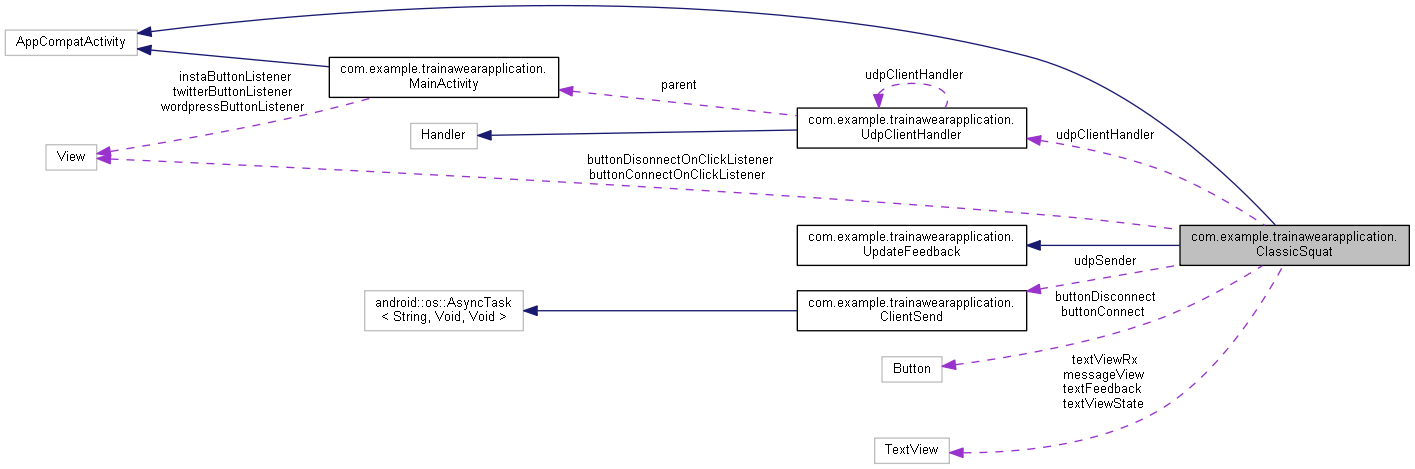 AppCompatActivity
com.example.trainawearapplication.
MainActivity
instaButtonListener
twitterButtonListener
wordpressButtonListener
parent
udpClientHandler
com.example.trainawearapplication.
UdpClientHandler
Handler
udpClientHandler
View
buttonDisonnectOnClickListener
buttonConnectOnClickListener
com.example.trainawearapplication.
ClassicSquat
com.example.trainawearapplication.
UpdateFeedback
udpSender
android::os::AsyncTask
< String, Void, Void >
com.example.trainawearapplication.
ClientSend
buttonDisconnect
buttonConnect
Button
textViewRx
messageView
textFeedback
textViewState
TextView